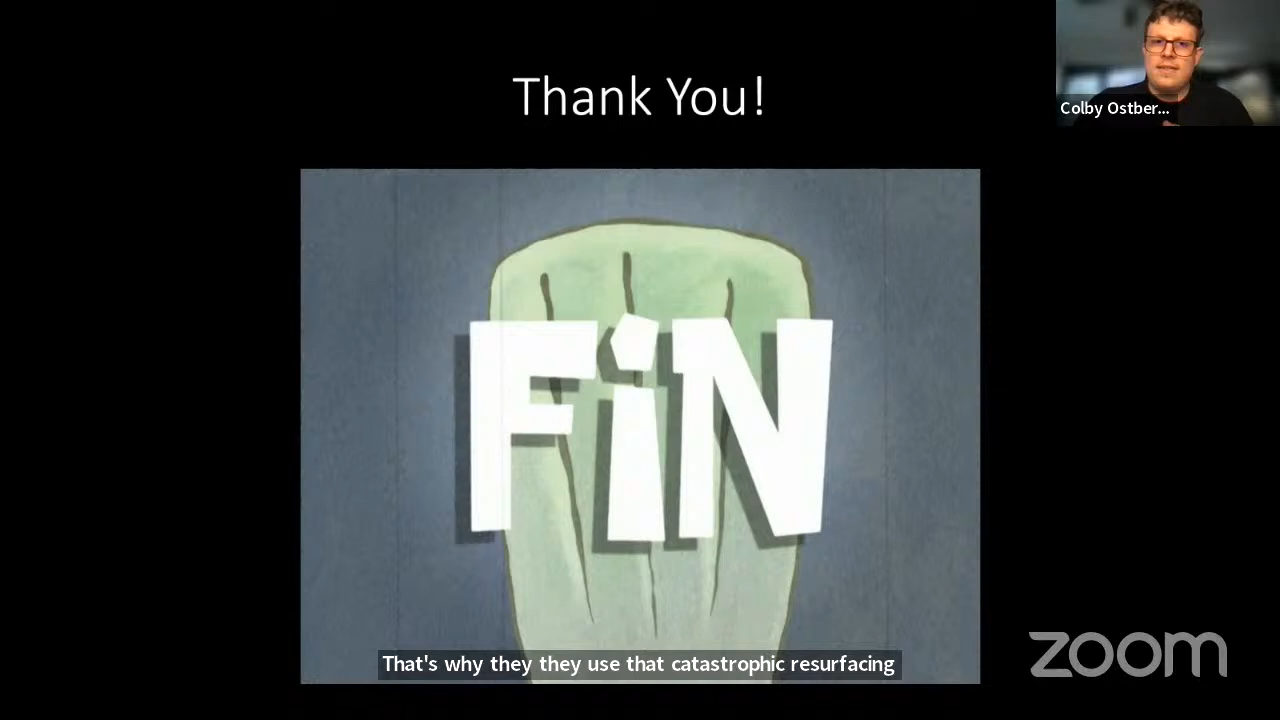 Thank You!
Colby Ostber...
FiN
That's why they they use that catastrophic resurfacing
zoom